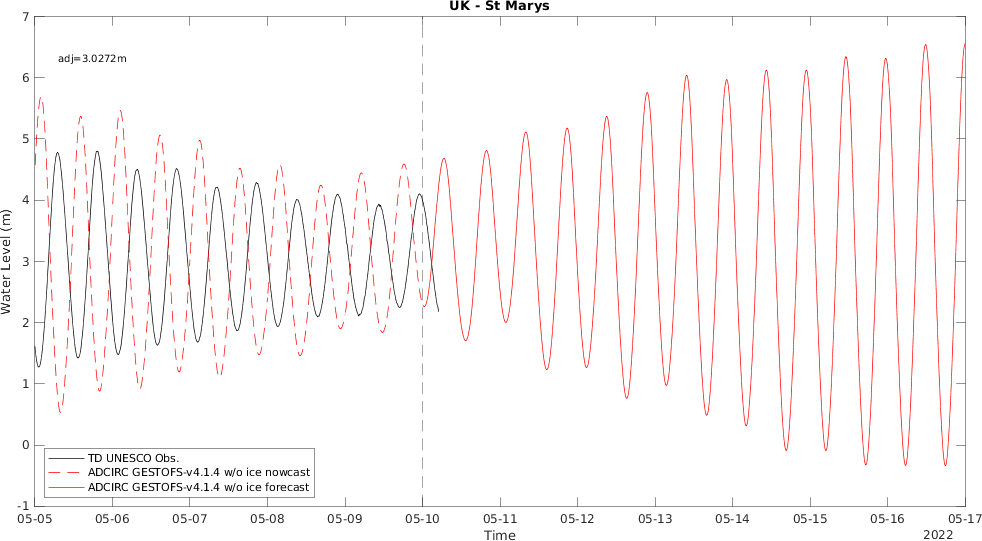 UK - St Marys
adj=3.0272m
7
6
5
4
3
2
1
0
-1
Water Level (m)
TD UNESCO Obs.
ADCIRC GESTOFS-v4.1.4 w/o ice nowcast
ADCIRC GESTOFS-v4.1.4 w/o ice forecast
05-05 05-06 05-07 05-08 05-09 05-10 05-11 05-12 05-13 05-14 05-15 05-16 05-17
Time
2022